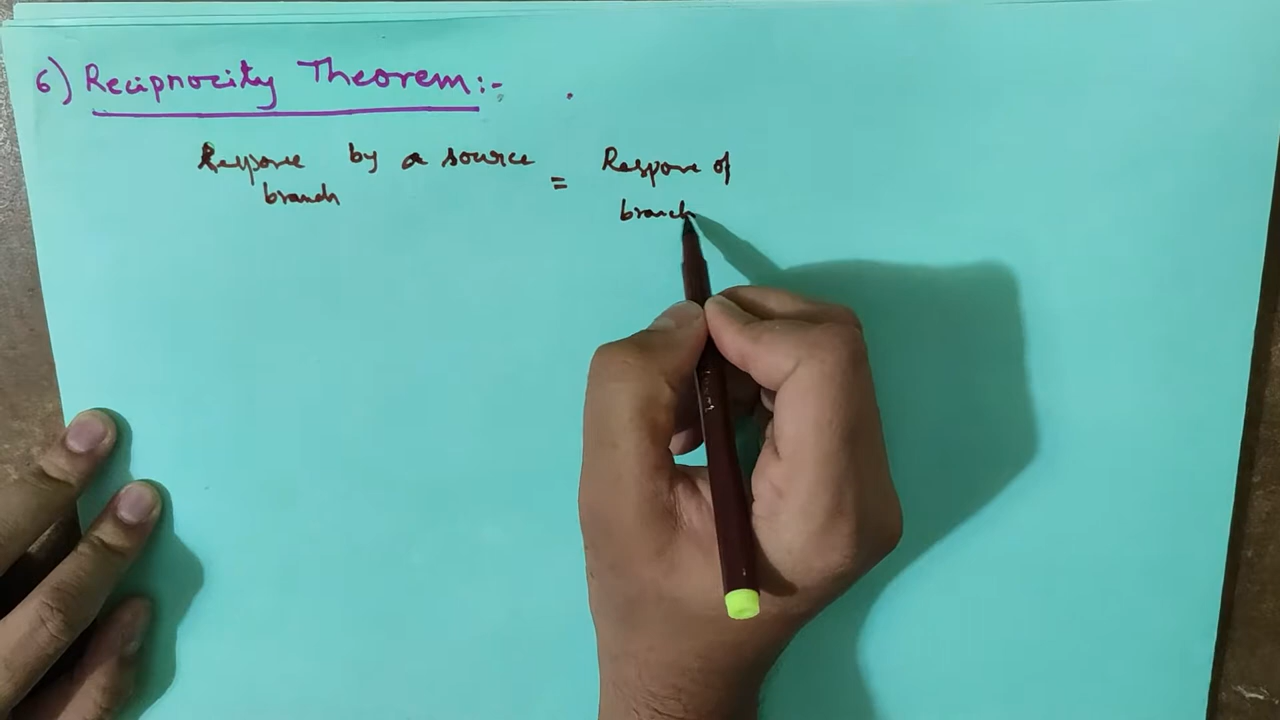 6) Reciprocity Theorem:-
Response by a source = Response of
branch branch